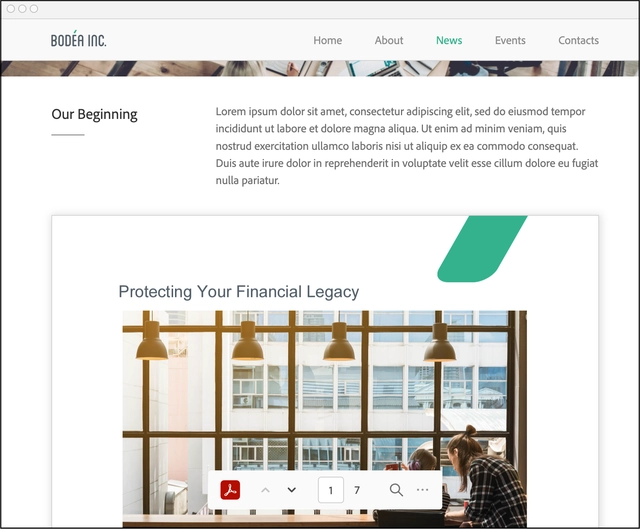 BODÉA INC.
Home About News Events Contacts
Our Beginning
Lorem ipsum dolor sit amet, consectetur adipiscing elit, sed do eiusmod tempor
incididunt ut labore et dolore magna aliqua. Ut enim ad minim veniam, quis
nostrud exercitation ullamco laboris nisi ut aliquip ex ea commodo consequat.
Duis aute irure dolor in reprehenderit in voluptate velit esse cillum dolore eu fugiat
nulla pariatur.
Protecting Your Financial Legacy
1 7